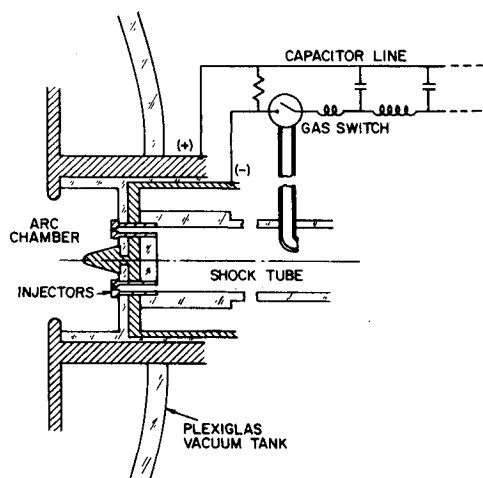 CAPACITOR LINE
GAS SWITCH
(+)
(-)
ARC
CHAMBER
SHOCK TUBE
INJECTORS
PLEXIGLAS
VACUUM TANK